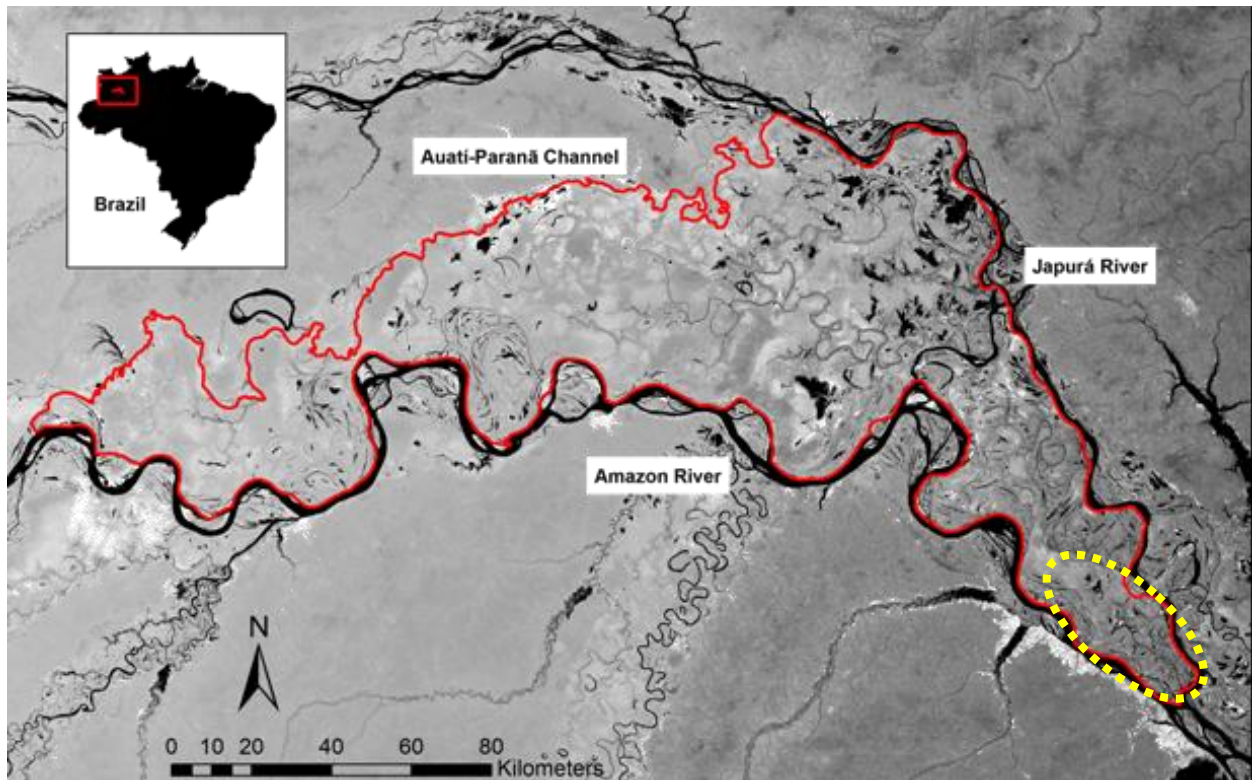 Brazil
Auatí-Paranã Channel
Japurá River
Amazon River
N
0 10 20 40 60 80
Kilometers